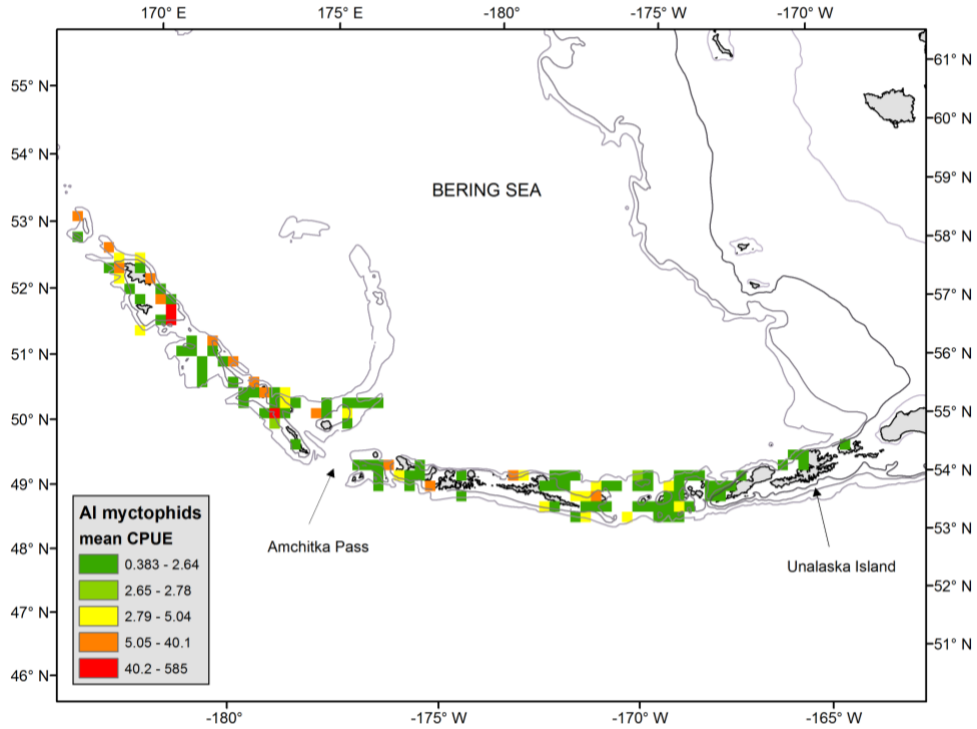 170° E 175° E -180° -175° W -170° W
55° N
54° N
53° N
52° N
51° N
50° N
49° N
48° N
47° N
46° N
61° N
60° N
59° N
58° N
57° N
56° N
55° N
54° N
53° N
52° N
51° N
BERING SEA
Amchitka Pass
Unalaska Island
AI myctophids
mean CPUE
0.383 - 2.64
2.65 - 2.78
2.79 - 5.04
5.05 - 40.1
40.2 - 585
-180° -175° W -170° W -165° W